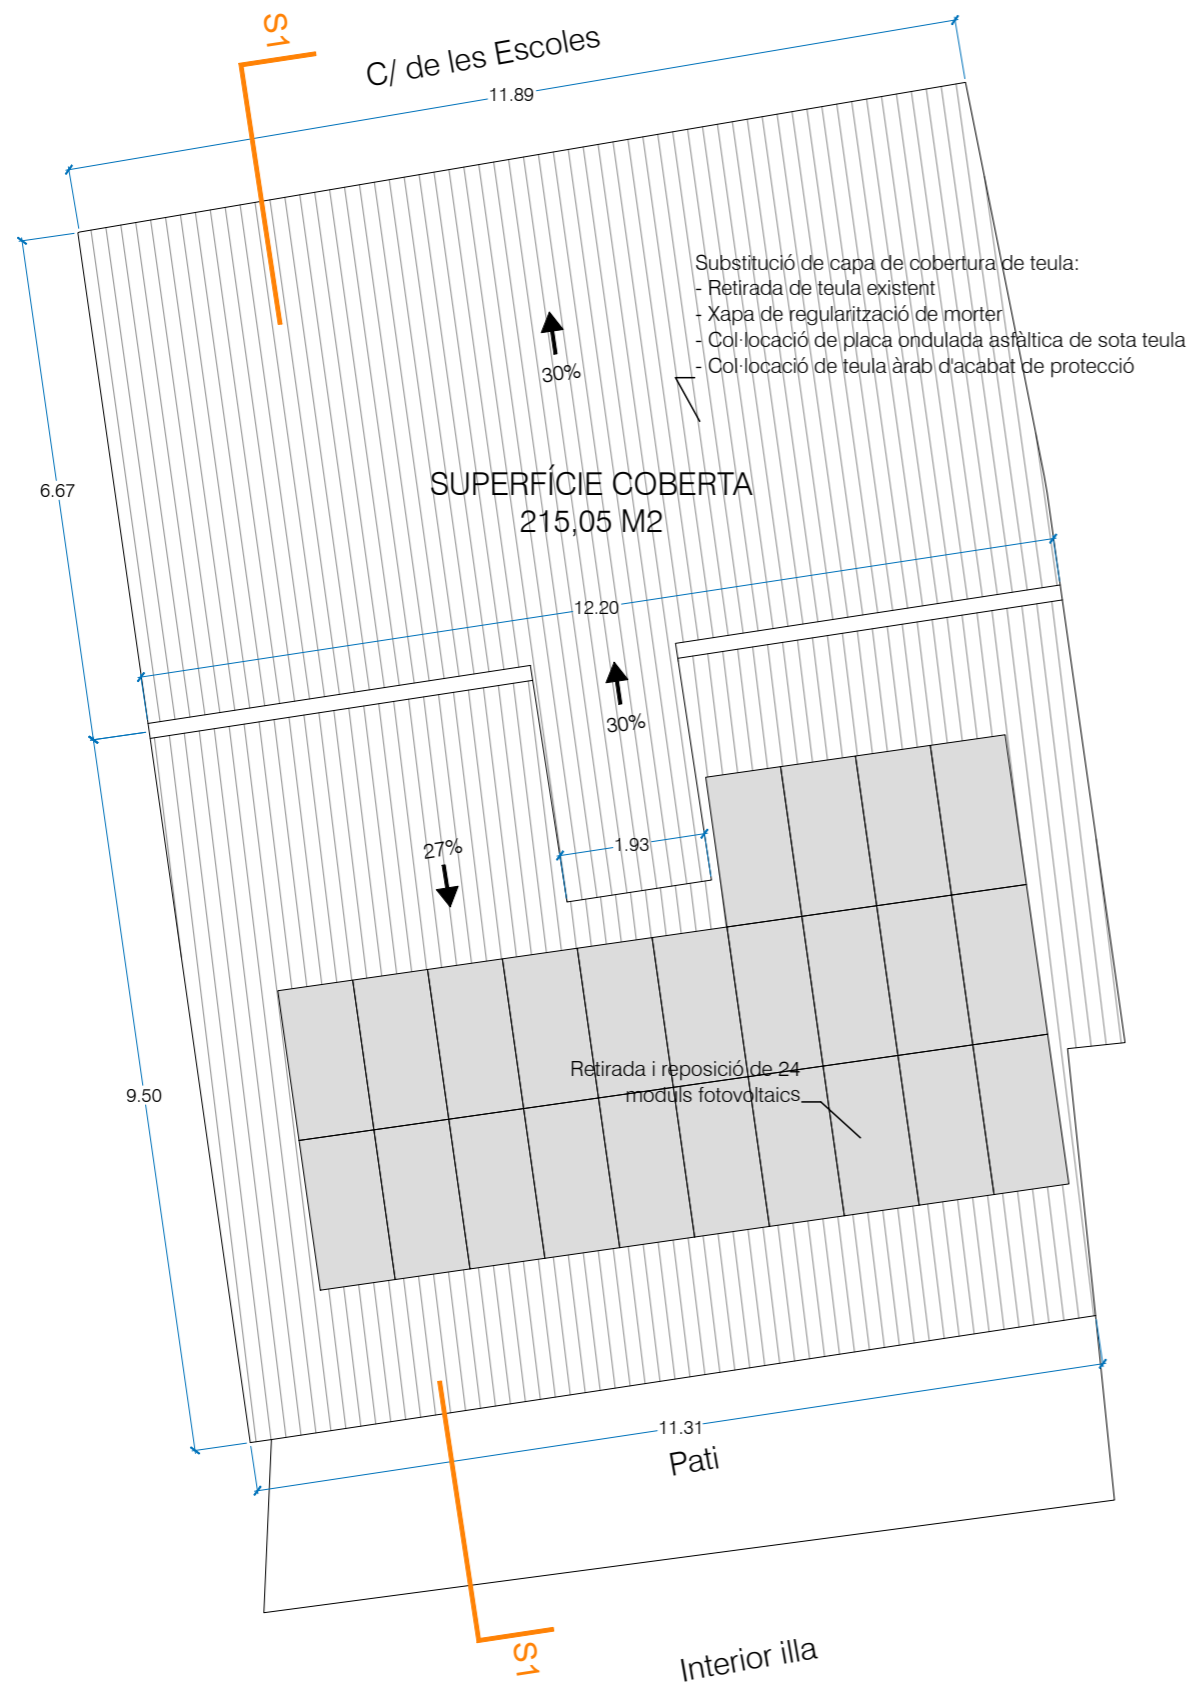 S1
C/ de les Escoles
11.89
Substitució de capa de cobertura de teula:
- Retirada de teula existent
- Xapa de regularització de morter
- Col·locació de placa ondulada asfàltica de sota teula
- Col·locació de teula àrab d'acabat de protecció
30%
6.67
SUPERFÍCIE COBERTA
215,05 M2
12.20
30%
1.93
27%
Retirada i reposició de 24
moduls fotovoltaics
9.50
11.31
Pati
S1
Interior illa